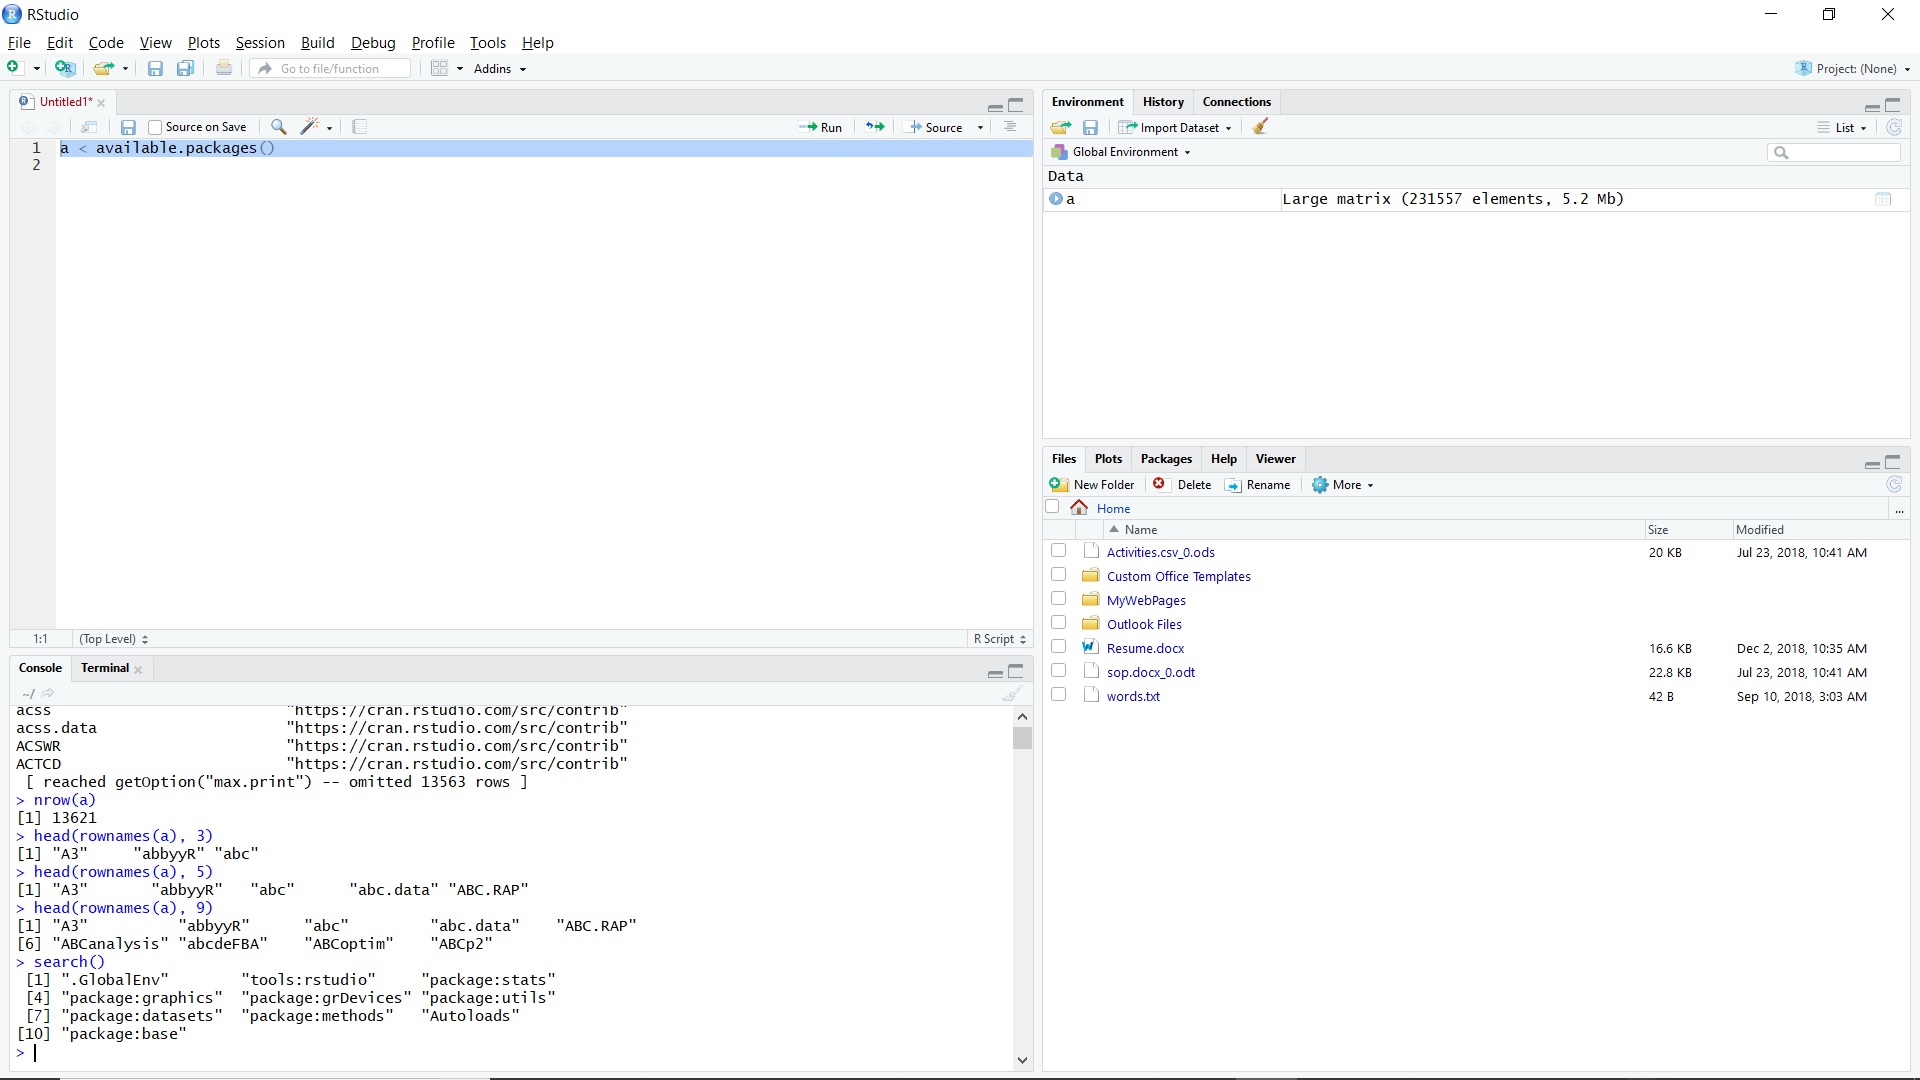 RStudio
File Edit Code View Plots Session Build Debug Profile Tools Help
Go to file/function Addins Project: (None)
Untitled1*
Source on Save Run Source
1 a < available.packages()
2
1:1 (Top Level) R Script
Console Terminal
~/
acss "https://cran.rstudio.com/src/contrib"
acss.data "https://cran.rstudio.com/src/contrib"
ACSWR "https://cran.rstudio.com/src/contrib"
ACTCD "https://cran.rstudio.com/src/contrib"
[ reached getOption("max.print") -- omitted 13563 rows ]
> nrow(a)
[1] 13621
> head(rownames(a), 3)
[1] "A3" "abbyyR" "abc"
> head(rownames(a), 5)
[1] "A3" "abbyyR" "abc" "abc.data" "ABC.RAP"
> head(rownames(a), 9)
[1] "A3" "abbyyR" "abc" "abc.data" "ABC.RAP"
[6] "ABCanalysis" "abcdeFBA" "ABCoptim" "ABCp2"
> search()
[1] ".GlobalEnv" "tools:rstudio" "package:stats"
[4] "package:graphics" "package:grDevices" "package:utils"
[7] "package:datasets" "package:methods" "Autoloads"
[10] "package:base"
>
Environment History Connections
Import Dataset List
Global Environment
Data
a Large matrix (231557 elements, 5.2 Mb)
Files Plots Packages Help Viewer
New Folder Delete Rename More
Home ...
Name Size Modified
Activities.csv_0.ods 20 KB Jul 23, 2018, 10:41 AM
Custom Office Templates
MyWebPages
Outlook Files
Resume.docx 16.6 KB Dec 2, 2018, 10:35 AM
sop.docx_0.odt 22.8 KB Jul 23, 2018, 10:41 AM
words.txt 42 B Sep 10, 2018, 3:03 AM